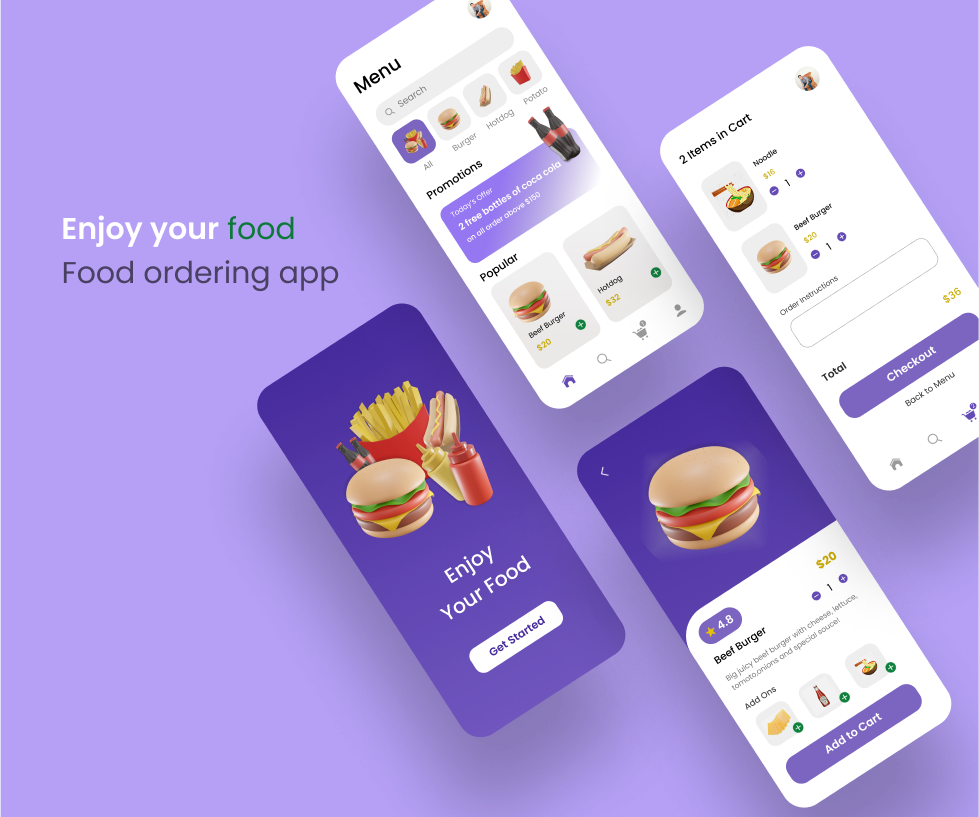 Enjoy your food
Food ordering app
Menu
Search
All
Burger
Hotdog
Potato
Promotions
Today's Offer
2 free bottles of coca cola
on all order above $150
Popular
Beef Burger
$20
Hotdog
$32
2 Items in Cart
Noodle
$16
1
Beef Burger
$20
1
Order Instructions
$36
Total
Checkout
Back to Menu
Enjoy
Your Food
Get Started
$20
1
4.8
Beef Burger
Big juicy beef burger with cheese, lettuce,
tomato,onions and special souce!
Add Ons
Add to Cart